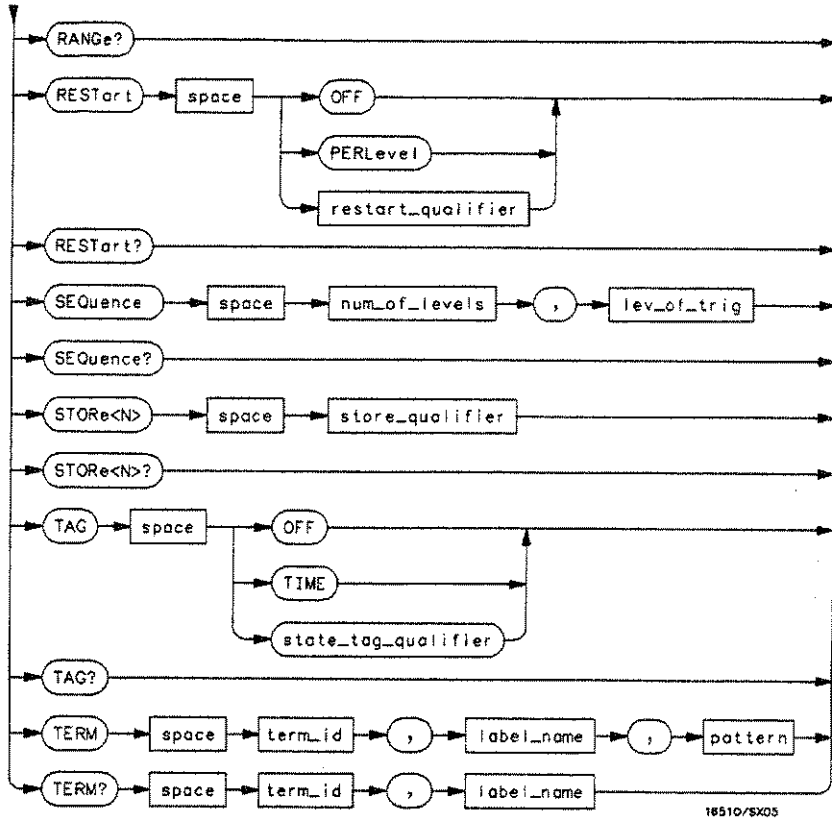 RANGe?
RESTart space OFF
PERLevel
restart_qualifier
RESTart?
SEQuence space num_of_levels , lev_of_trig
SEQuence?
STORe<N> space store_qualifier
STORe<N>?
TAG space OFF
TIME
state_tag_qualifier
TAG?
TERM space term_id , label_name , pattern
TERM? space term_id , label_name
16510/SX05